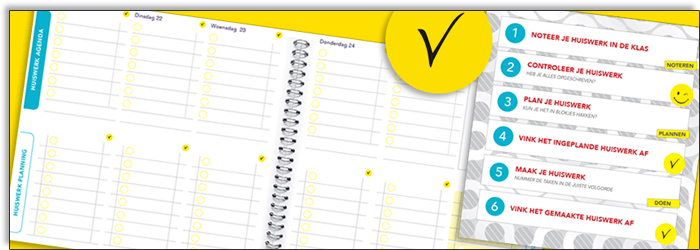 HUISWERK AGENDA
Dinsdag 22
Woensdag 23
Donderdag 24
HUISWERK PLANNING
1 NOTEER JE HUISWERK IN DE KLAS
NOTEREN
2 CONTROLEER JE HUISWERK
HEB JE ALLES OPGESCHREVEN?
3 PLAN JE HUISWERK
KUN JE HET IN BLOKJES HAKKEN?
PLANNEN
4 VINK HET INGEPLANDE HUISWERK AF
5 MAAK JE HUISWERK
NUMMER DE TAKEN IN DE JUISTE VOLGORDE
DOEN
6 VINK HET GEMAAKTE HUISWERK AF